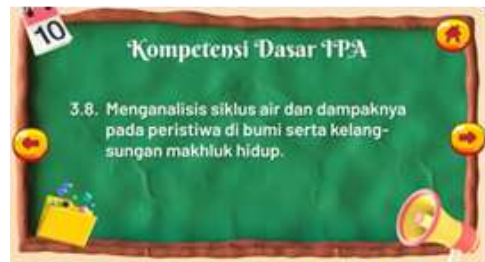 10
Kompetensi Dasar IPA
3.8. Menganalisis siklus air dan dampaknya
pada peristiwa di bumi serta kelang-
sungan makhluk hidup.